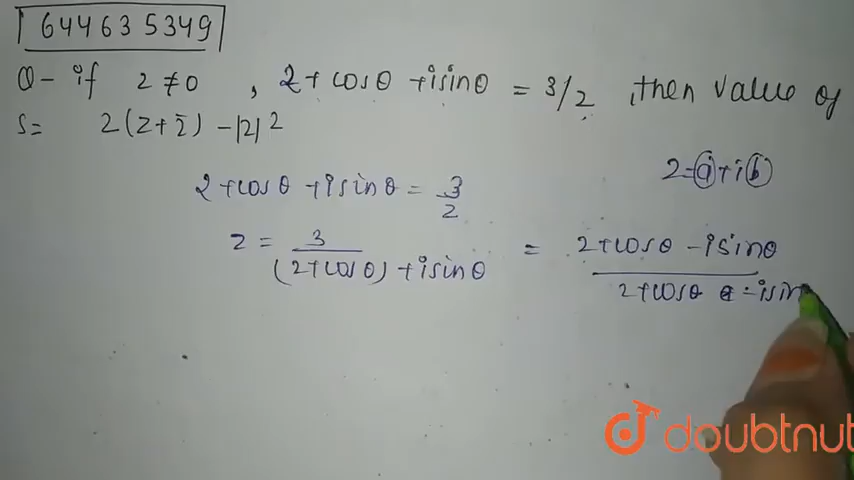 644635349
Q- if z ≠ 0 , 2+cosθ +isinθ = 3/z , then value of
S= 2(z+z̄) -|z|²
z=a+ib
2+cosθ +isinθ = 3/z
z = 3/((2+cosθ)+isinθ) = (2+cosθ -isinθ)/(2+cosθ -isin
doubtnut